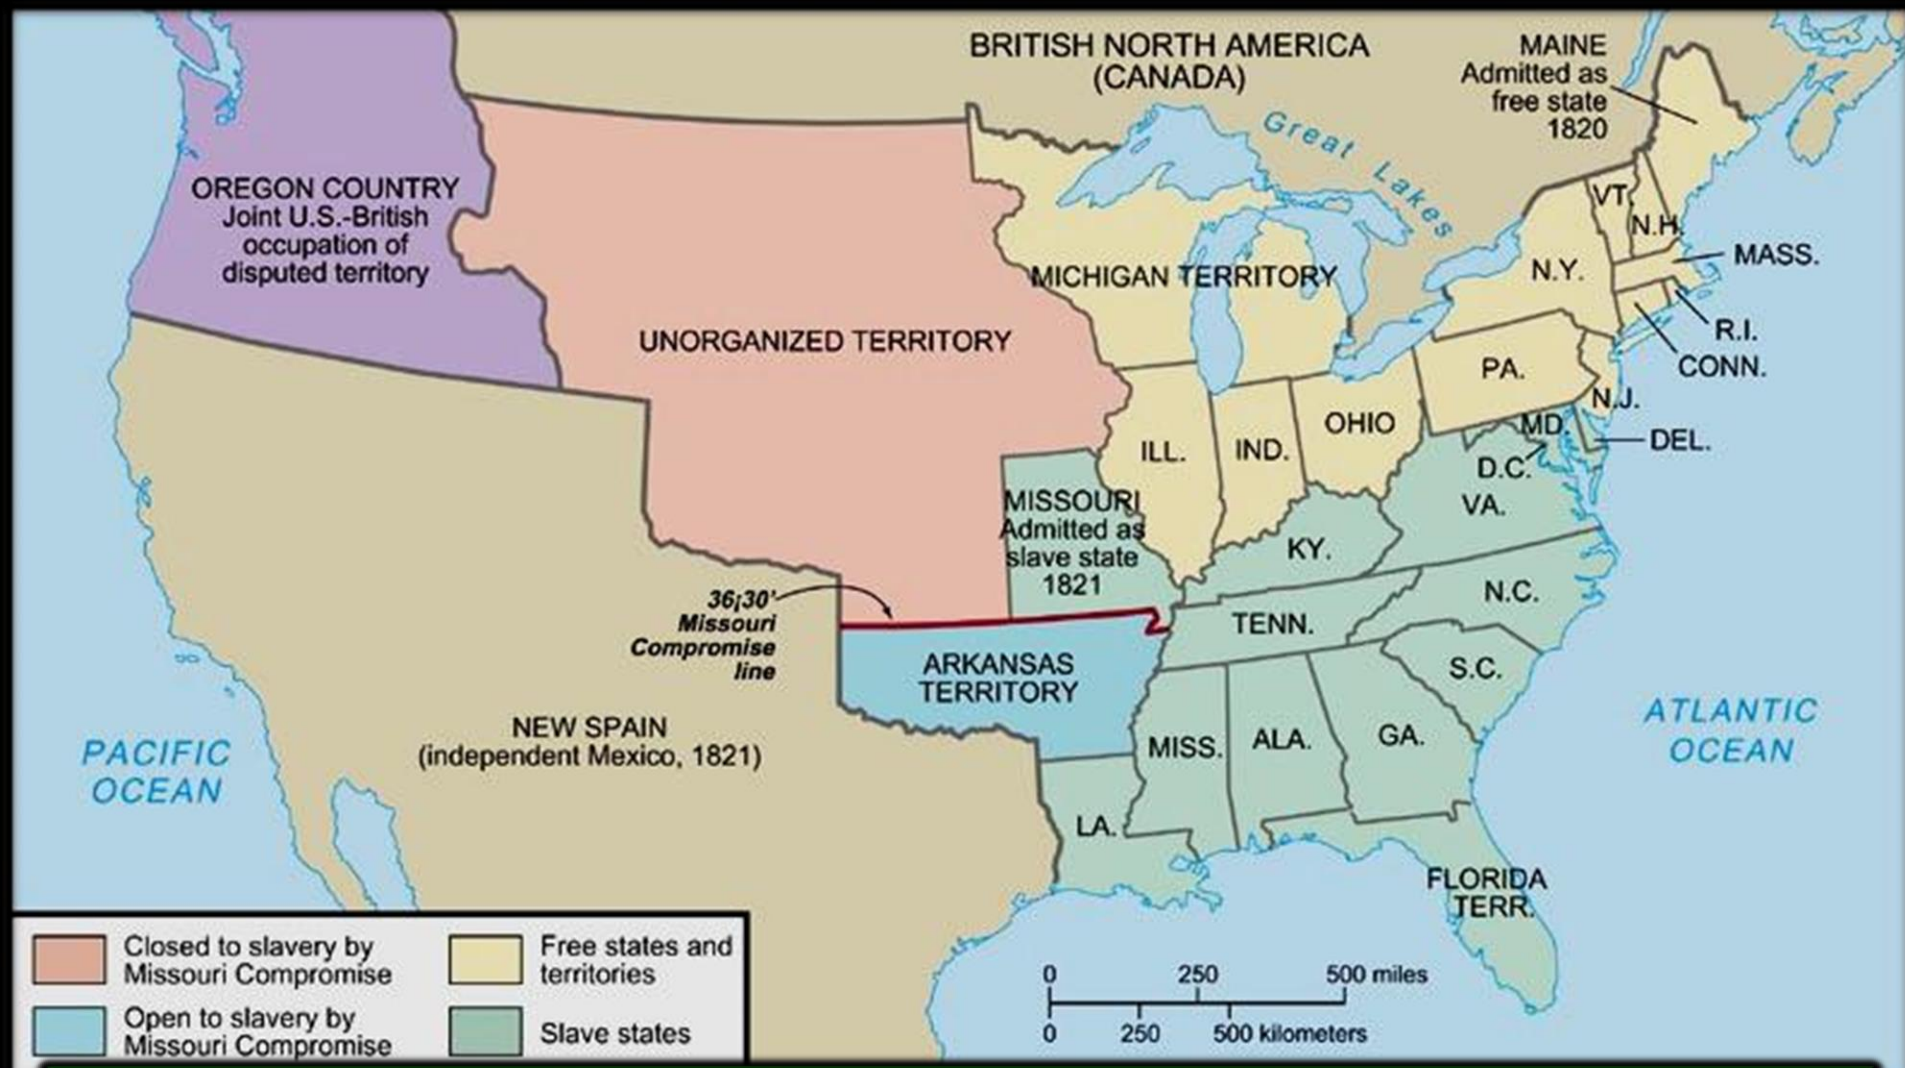 BRITISH NORTH AMERICA
(CANADA)
MAINE
Admitted as
free state
1820
Great Lakes
OREGON COUNTRY
Joint U.S.-British
occupation of
disputed territory
VT.
N.H.
MASS.
N.Y.
MICHIGAN TERRITORY
R.I.
UNORGANIZED TERRITORY
CONN.
PA.
N.J.
OHIO
MD.
DEL.
ILL.
IND.
D.C.
VA.
MISSOURI
Admitted as
slave state
1821
KY.
36¡30'
Missouri
Compromise
line
N.C.
TENN.
ARKANSAS
TERRITORY
S.C.
NEW SPAIN
(independent Mexico, 1821)
MISS.
ALA.
GA.
PACIFIC
OCEAN
ATLANTIC
OCEAN
LA.
FLORIDA
TERR.
Closed to slavery by
Missouri Compromise
Free states and
territories
Open to slavery by
Missouri Compromise
Slave states
0 250 500 miles
0 250 500 kilometers